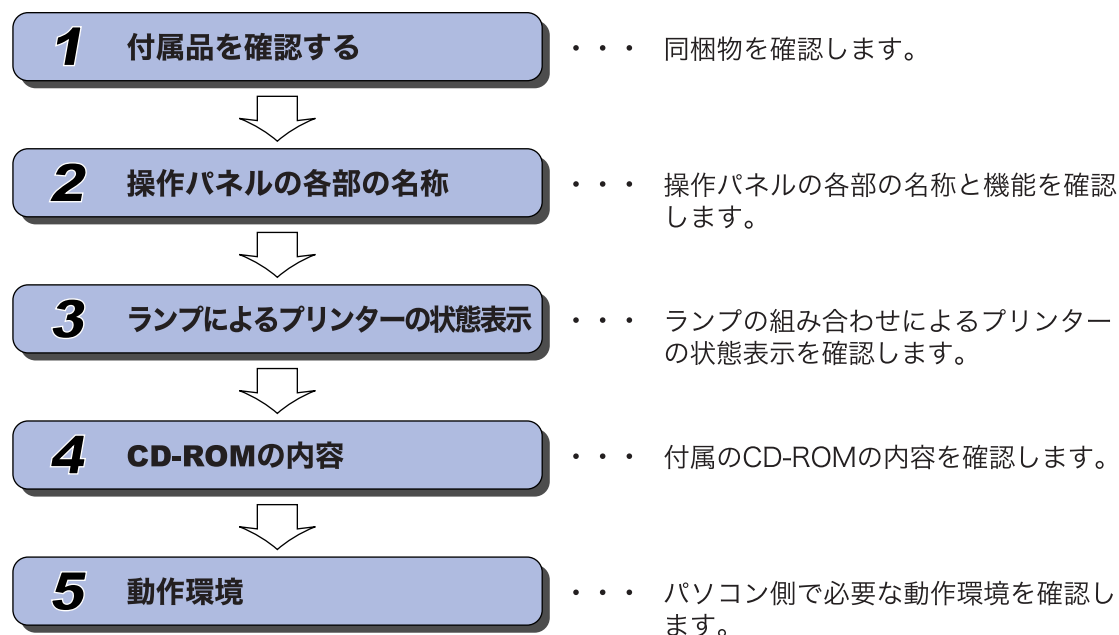 1 付属品を確認する ・・・ 同梱物を確認します。
2 操作パネルの各部の名称 ・・・ 操作パネルの各部の名称と機能を確認
します。
3 ランプによるプリンターの状態表示 ・・・ ランプの組み合わせによるプリンター
の状態表示を確認します。
4 CD-ROMの内容 ・・・ 付属のCD-ROMの内容を確認します。
5 動作環境 ・・・ パソコン側で必要な動作環境を確認し
ます。